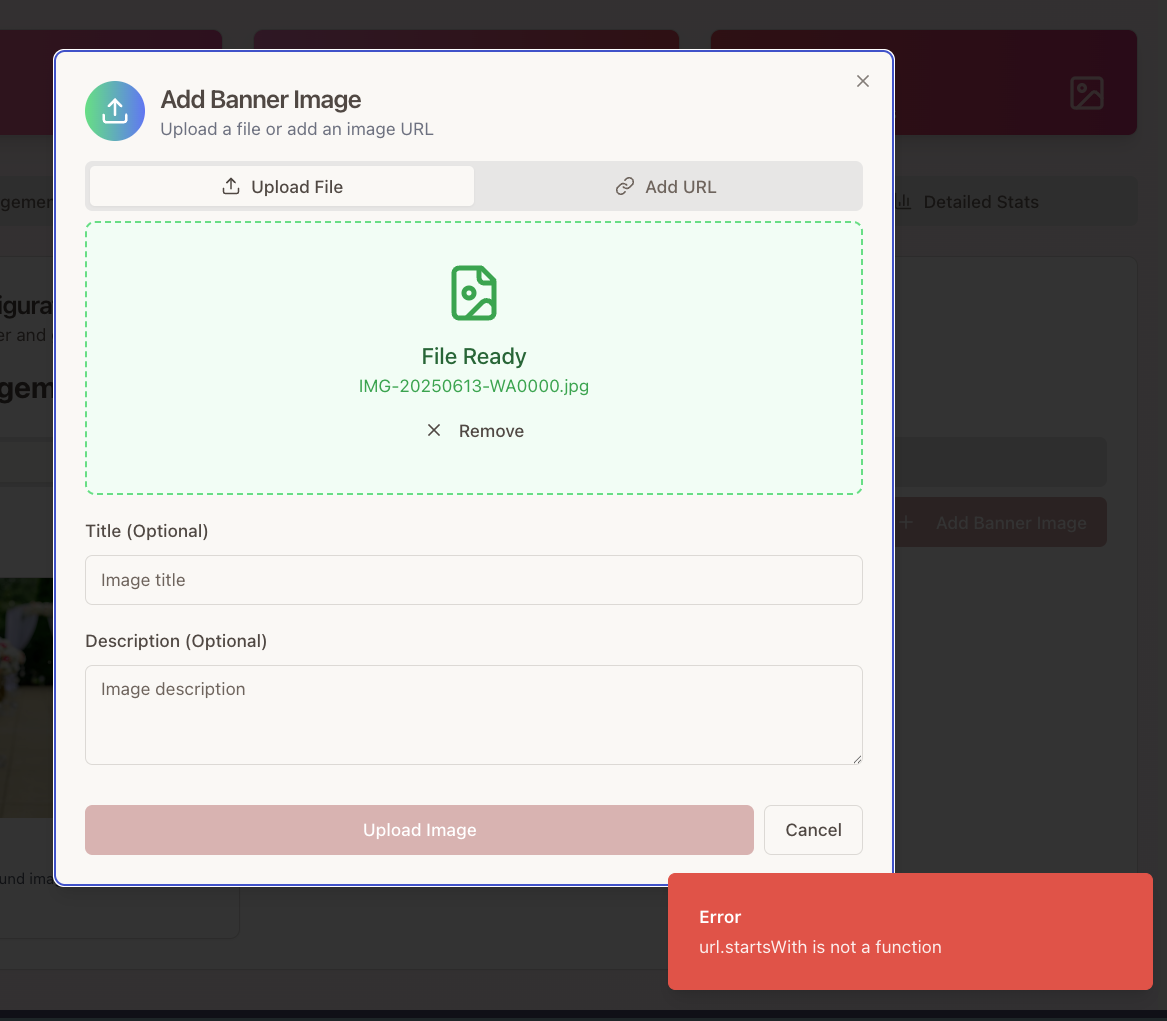 Add Banner Image
Upload a file or add an image URL
Upload File
Add URL
Detailed Stats
File Ready
IMG-20250613-WA0000.jpg
Remove
Title (Optional)
Image title
Add Banner Image
Description (Optional)
Image description
Upload Image
Cancel
Error
url.startsWith is not a function